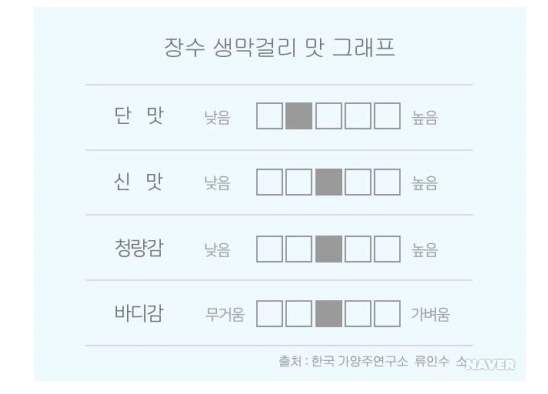 장수 생막걸리 맛 그래프
단 맛 낮음 높음
신 맛 낮음 높음
청량감 낮음 높음
바디감 무거움 가벼움
출처 : 한국 가양주연구소 류인수 소
NAVER